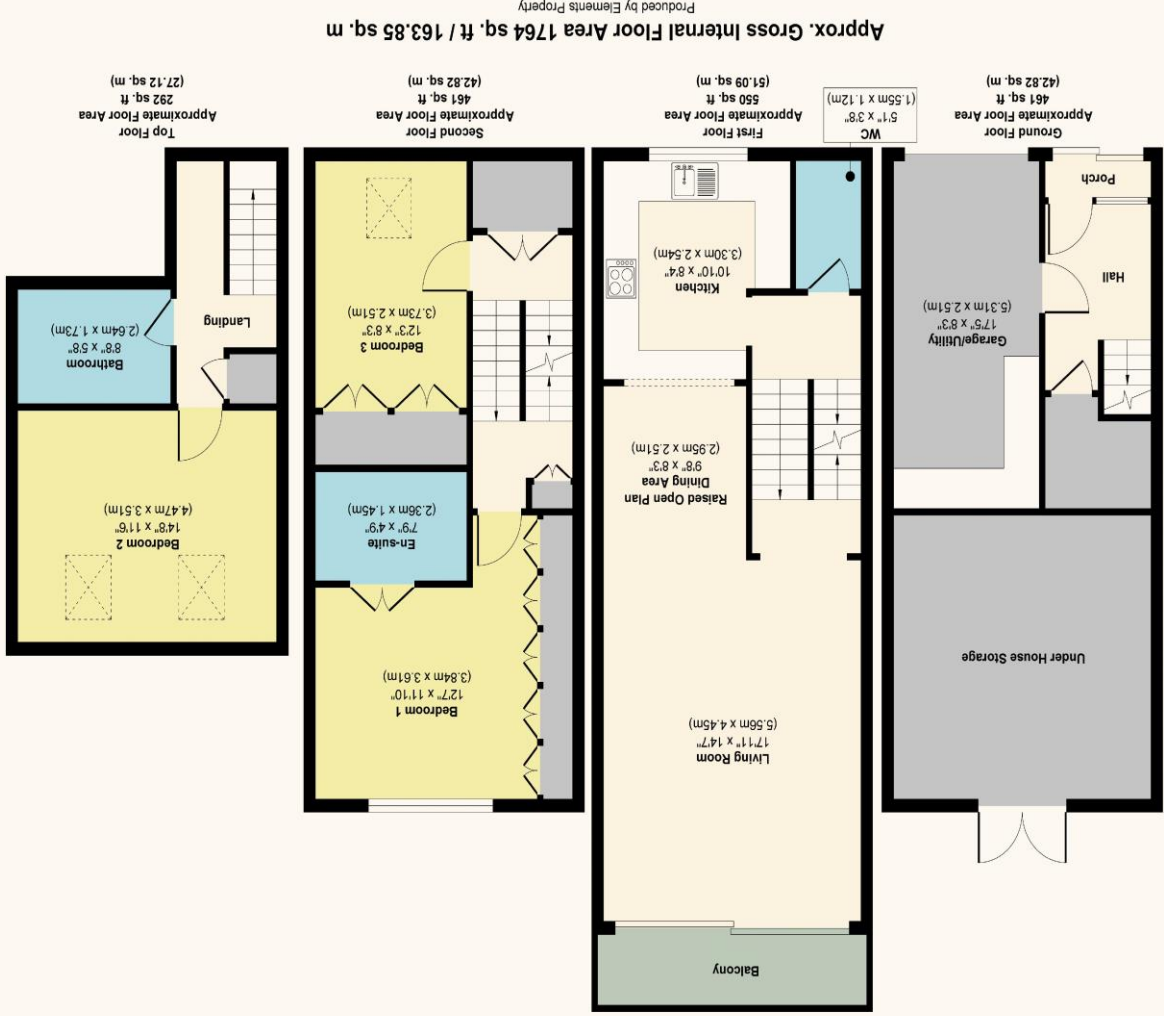 Under House Storage
Garage/Utility
17'5" x 8'3"
(5.31m x 2.51m)
Hall
Porch
Ground Floor
Approximate Floor Area
461 sq. ft
(42.82 sq. m)
Balcony
Living Room
17'11" x 14'7"
(5.56m x 4.45m)
Raised Open Plan
Dining Area
9'8" x 8'3"
(2.95m x 2.51m)
Kitchen
10'10" x 8'4"
(3.30m x 2.54m)
WC
5'1" x 3'8"
(1.55m x 1.12m)
First Floor
Approximate Floor Area
550 sq. ft
(51.09 sq. m)
Bedroom 1
12'7" x 11'10"
(3.84m x 3.61m)
En-suite
7'9" x 4'9"
(2.36m x 1.45m)
Bedroom 3
12'3" x 8'3"
(3.73m x 2.51m)
Second Floor
Approximate Floor Area
461 sq. ft
(42.82 sq. m)
Bedroom 2
14'8" x 11'6"
(4.47m x 3.51m)
Landing
Bathroom
8'8" x 5'8"
(2.64m x 1.73m)
Top Floor
Approximate Floor Area
292 sq. ft
(27.12 sq. m)
Approx. Gross Internal Floor Area 1764 sq. ft / 163.85 sq. m
Produced by Elements Property